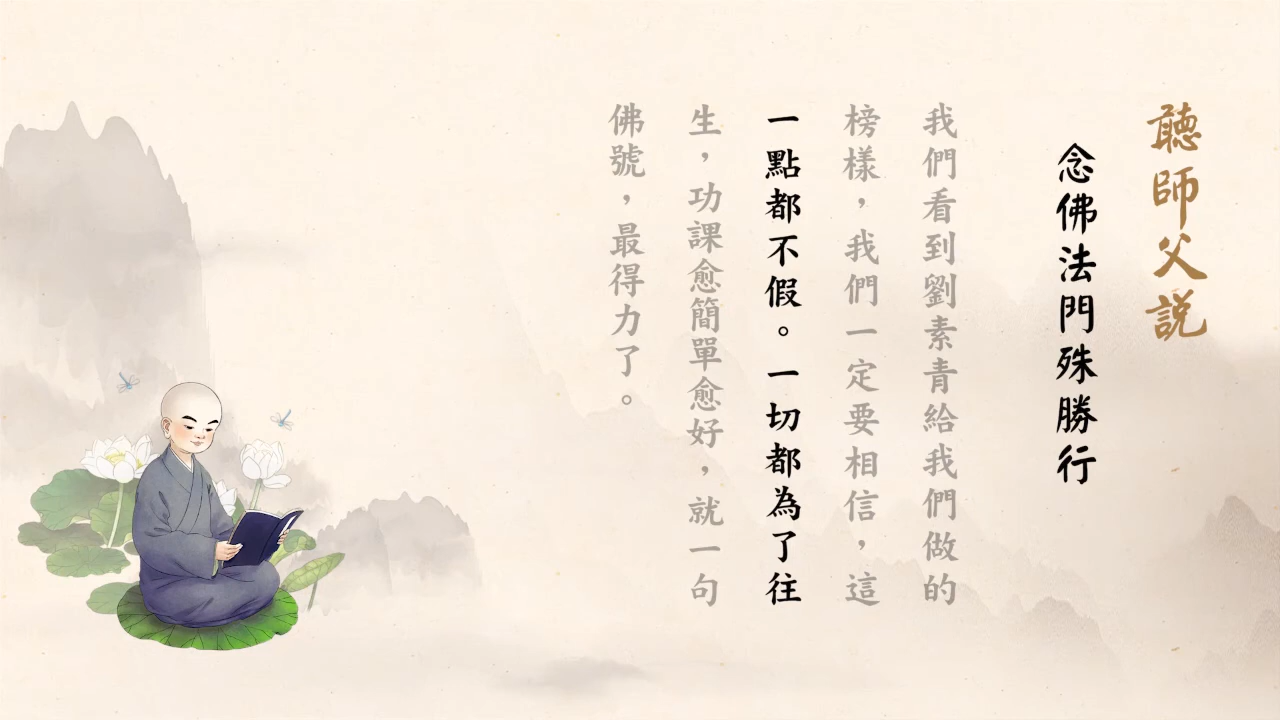 聽師父説
念佛法門殊勝行
我們看到劉素青給我們做的
榜樣，我們一定要相信，這
一點都不假。一切都為了往
生，功課愈簡單愈好，就一句
佛號，最得力了。